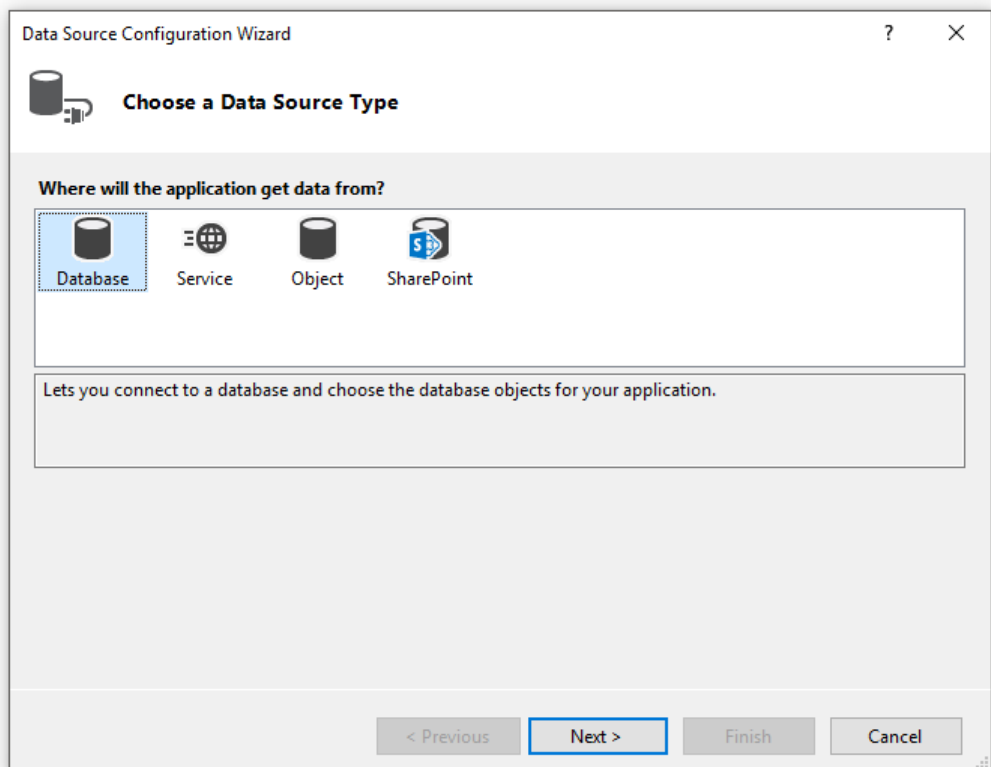 Data Source Configuration Wizard ?
Choose a Data Source Type
Where will the application get data from?
Database Service Object SharePoint
Lets you connect to a database and choose the database objects for your application.
< Previous Next > Finish Cancel